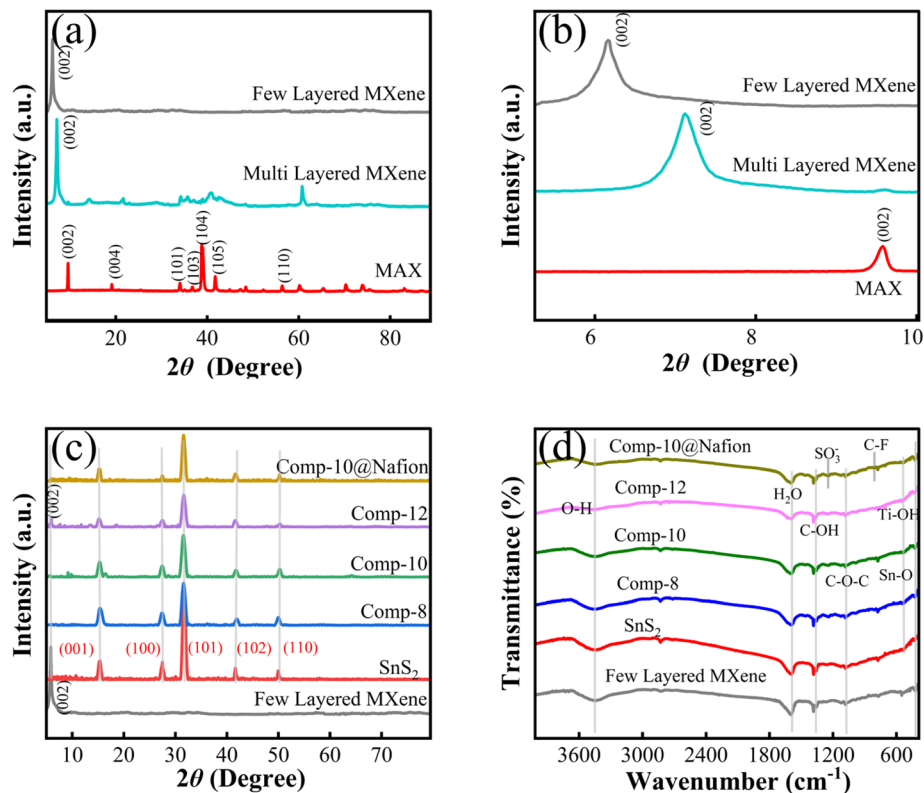 (a)
(002)
Few Layered MXene
(002)
Multi Layered MXene
(002)
(004)
(101)
(103)
(104)
(105)
(110)
MAX
Intensity (a.u.)
20 40 60 80
2θ (Degree)
(b)
(002)
Few Layered MXene
(002)
Multi Layered MXene
(002)
MAX
Intensity (a.u.)
6 8 10
2θ (Degree)
(c)
Comp-10@Nafion
(002)
Comp-12
Comp-10
Comp-8
(001) (100) (101) (102) (110)
SnS₂
(002)
Few Layered MXene
Intensity (a.u.)
10 20 30 40 50 60 70
2θ (Degree)
(d)
Comp-10@Nafion
SO₃⁻
C-F
H₂O
O-H
Comp-12
C-OH
Ti-OH
Comp-10
C-O-C
Sn-O
Comp-8
SnS₂
Few Layered MXene
Transmittance (%)
3600 3000 2400 1800 1200 600
Wavenumber (cm⁻¹)